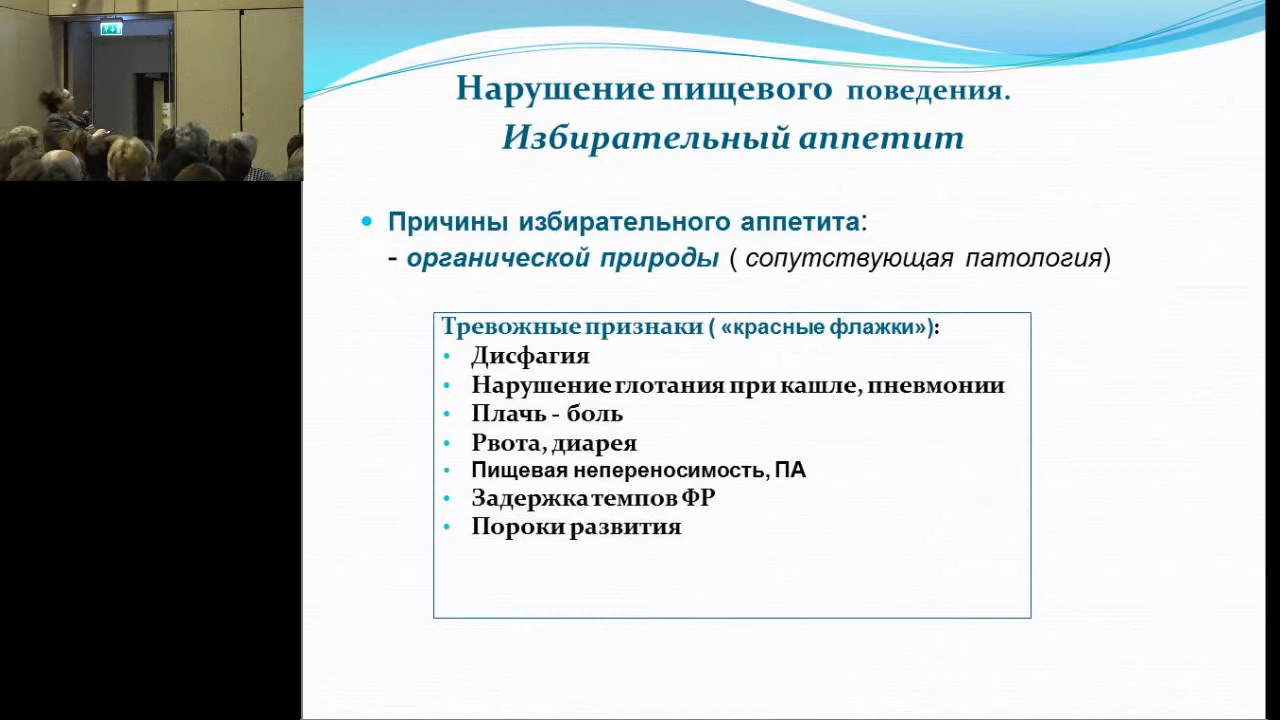 Нарушение пищевого поведения.
Избирательный аппетит
• Причины избирательного аппетита:
- органической природы ( сопутствующая патология)
Тревожные признаки ( «красные флажки»):
• Дисфагия
• Нарушение глотания при кашле, пневмонии
• Плачь - боль
• Рвота, диарея
• Пищевая непереносимость, ПА
• Задержка темпов ФР
• Пороки развития